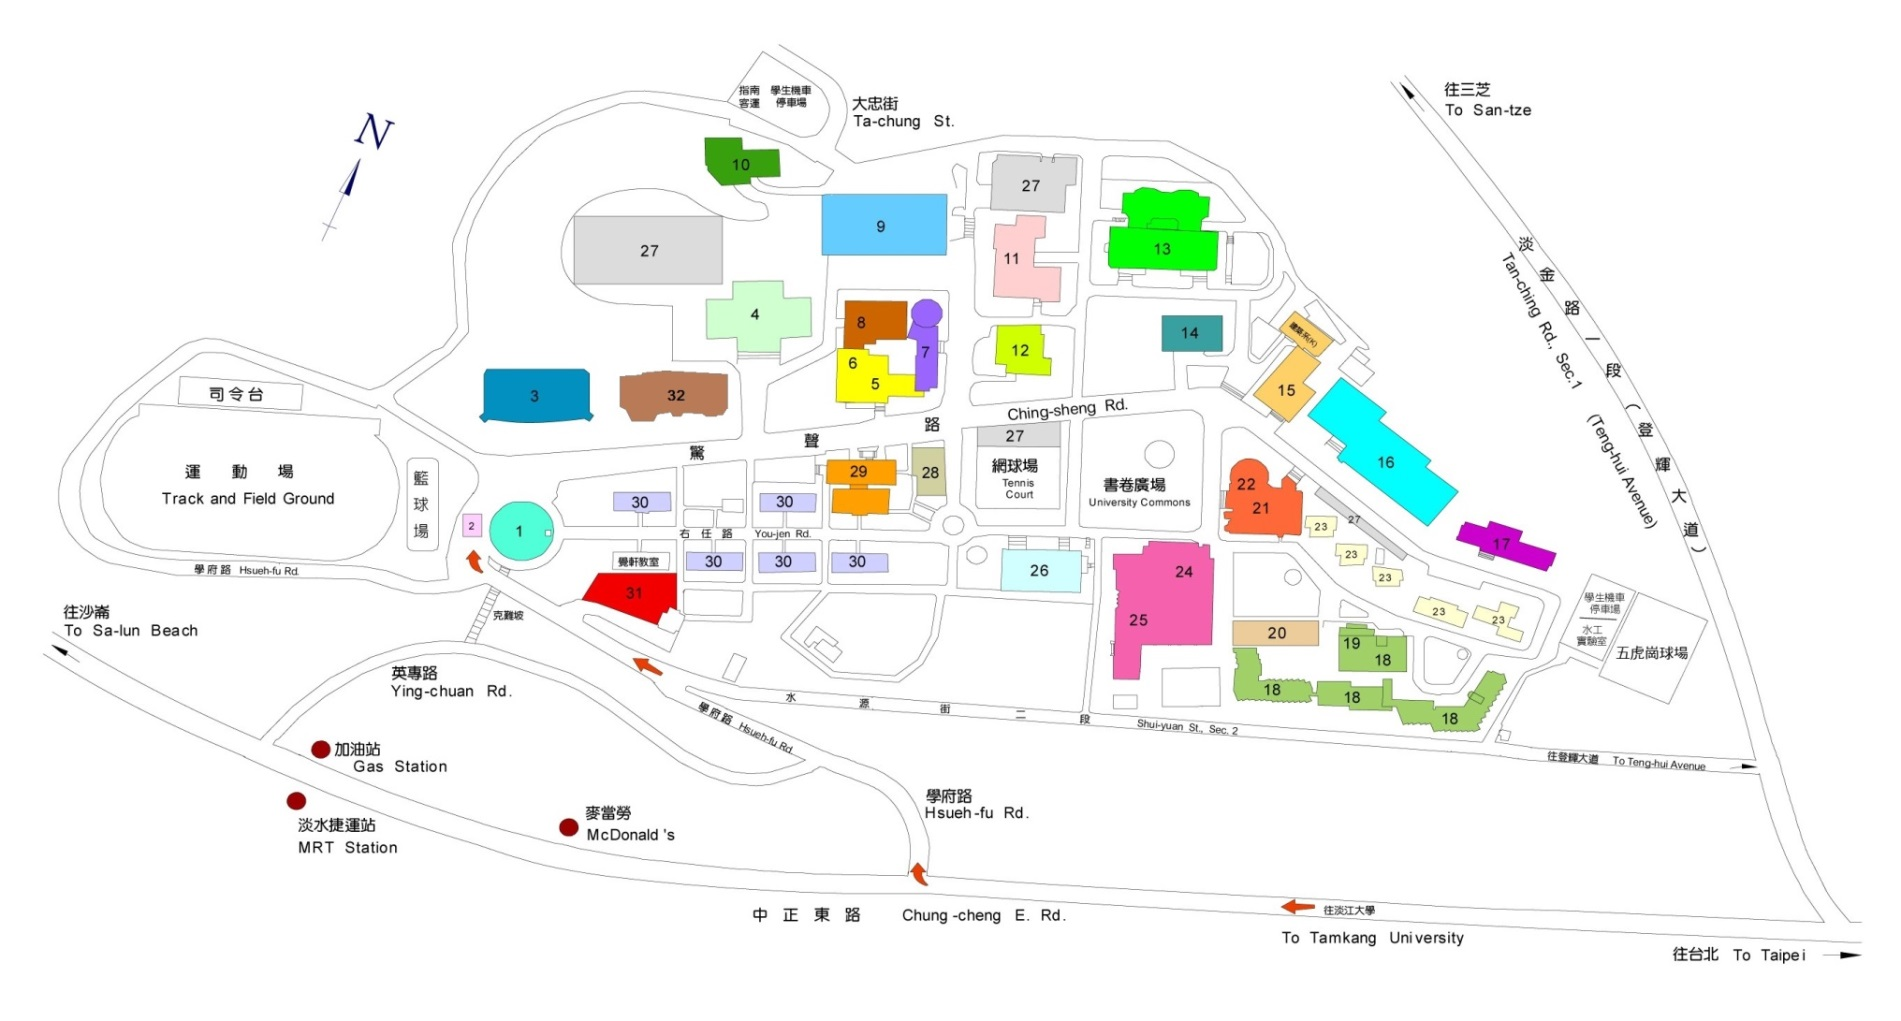 指南 學生機車
客運 停車場
大忠街
Ta-chung St.
往三芝
To San-tze
N
10
27
9
27
11
13
淡金路一段(登輝大道)
Tan-ching Rd., Sec.1 (Teng-hui Avenue)
4
8
7
6
5
12
14
建築系(K)
15
3
32
司令台
Ching-sheng Rd.
驚聲路
27
16
運動場
Track and Field Ground
籃球場
29
28
網球場
Tennis
Court
書卷廣場
University Commons
22
21
27
30
30
2
1
右任路 You-jen Rd.
23
23
23
23
23
17
覺軒教室
30
30
30
26
24
25
學府路 Hsueh-fu Rd.
31
克難坡
往沙崙
To Sa-lun Beach
20
19
18
18
18
18
學生機車
停車場
水工
實驗室
五虎崗球場
英專路
Ying-chuan Rd.
學府路 Hsueh-fu Rd.
水源街二段 Shui-yuan St., Sec. 2
往登輝大道 To Teng-hui Avenue
加油站
Gas Station
淡水捷運站
MRT Station
麥當勞
McDonald 's
學府路
Hsueh-fu Rd.
中正東路 Chung-cheng E. Rd.
往淡江大學
To Tamkang University
往台北 To Taipei